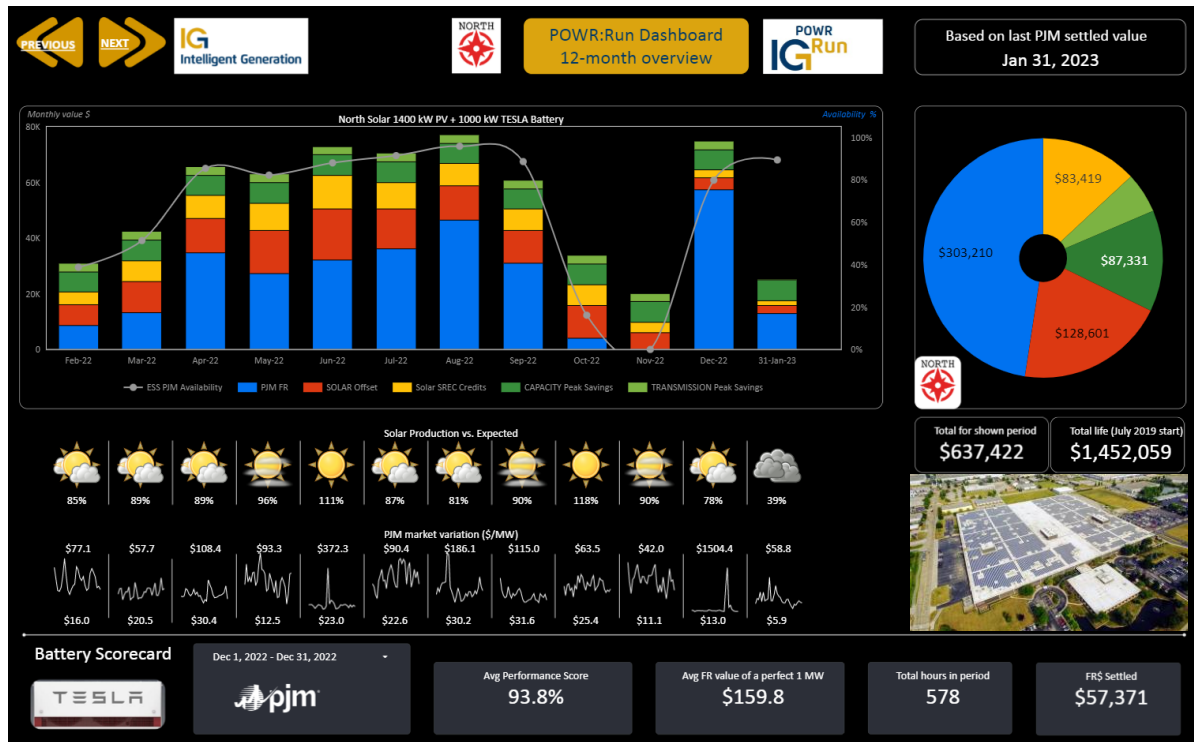 PREVIOUS
NEXT
IG
Intelligent Generation
NORTH
POWR:Run Dashboard
12-month overview
POWR
IG Run
Based on last PJM settled value
Jan 31, 2023
Monthly value $
Availability %
North Solar 1400 kW PV + 1000 kW TESLA Battery
80K
60K
40K
20K
0
100%
80%
60%
40%
20%
0%
Feb-22 Mar-22 Apr-22 May-22 Jun-22 Jul-22 Aug-22 Sep-22 Oct-22 Nov-22 Dec-22 31-Jan-23
ESS PJM Availability PJM FR SOLAR Offset Solar SREC Credits CAPACITY Peak Savings TRANSMISSION Peak Savings
$83,419
$303,210
$87,331
$128,601
NORTH
Total for shown period
$637,422
Total life (July 2019 start)
$1,452,059
Solar Production vs. Expected
85% 89% 89% 96% 111% 87% 81% 90% 118% 90% 78% 39%
PJM market variation ($/MW)
$77.1 $57.7 $108.4 $93.3 $372.3 $90.4 $186.1 $115.0 $63.5 $42.0 $1504.4 $58.8
$16.0 $20.5 $30.4 $12.5 $23.0 $22.6 $30.2 $31.6 $25.4 $11.1 $13.0 $5.9
Battery Scorecard
TESLA
Dec 1, 2022 - Dec 31, 2022
pjm
Avg Performance Score
93.8%
Avg FR value of a perfect 1 MW
$159.8
Total hours in period
578
FR$ Settled
$57,371